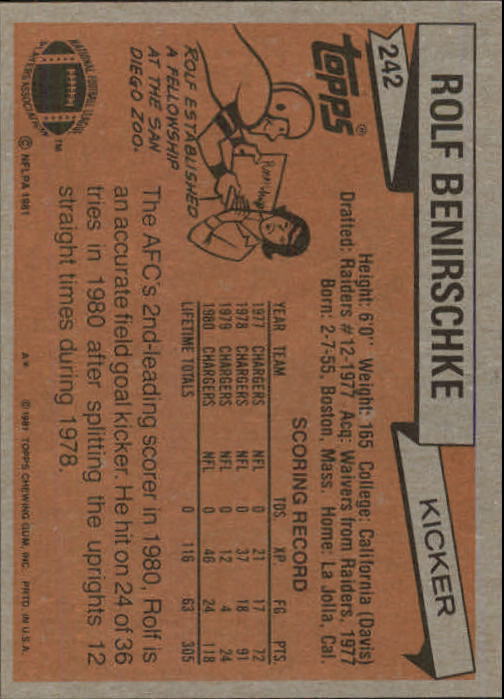 242
ROLF BENIRSCHKE
KICKER
topps®
Height: 6'0" Weight: 165 College: California (Davis)
Drafted: Raiders #12-1977 Acq: Waivers from Raiders, 1977
Born: 2-7-55, Boston, Mass. Home: La Jolla, Cal
SCORING RECORD
YEAR TEAM TDS. XP. FG PTS.
1977 CHARGERS NFL 0 21 17 72
1978 CHARGERS NFL 0 37 18 91
1979 CHARGERS NFL 0 12 4 24
1980 CHARGERS NFL 0 46 24 118
LIFETIME TOTALS 0 116 63 305
ROLF ESTABLISHED
A FELLOWSHIP
AT THE SAN
DIEGO ZOO.
The AFC's 2nd-leading scorer in 1980, Rolf is
an accurate field goal kicker. He hit on 24 of 36
tries in 1980 after splitting the uprights 12
straight times during 1978.
NATIONAL FOOTBALL LEAGUE
PLAYERS ASSOCIATION
TM
© NFLPA 1981
A* © 1981 TOPPS CHEWING GUM, INC. PRTD. IN U.S.A.